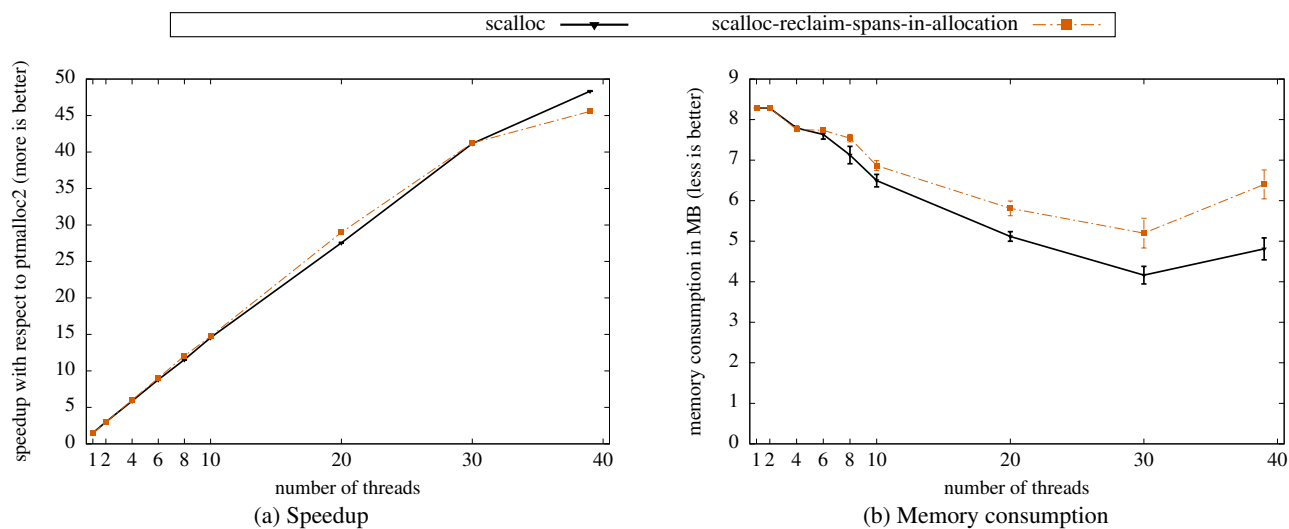 scalloc scalloc-reclaim-spans-in-allocation
speedup with respect to ptmalloc2 (more is better)
50
45
40
35
30
25
20
15
10
5
0
1 2 4 6 8 10 20 30 40
number of threads
(a) Speedup
memory consumption in MB (less is better)
9
8
7
6
5
4
3
2
1
0
1 2 4 6 8 10 20 30 40
number of threads
(b) Memory consumption